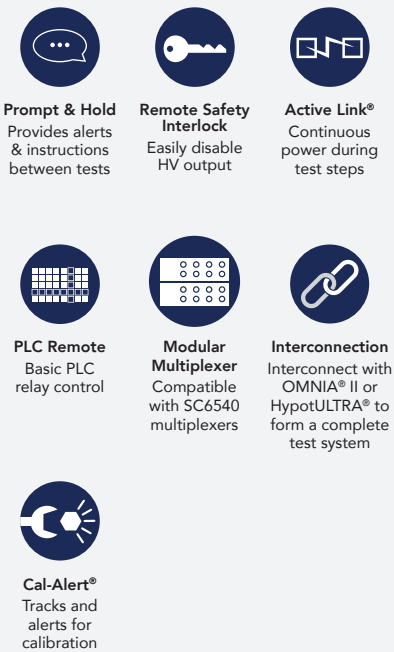 Prompt & Hold
Provides alerts
& instructions
between tests
Remote Safety
Interlock
Easily disable
HV output
Active Link®
Continuous
power during
test steps
PLC Remote
Basic PLC
relay control
Modular
Multiplexer
Compatible
with SC6540
multiplexers
Interconnection
Interconnect with
OMNIA® II or
HypotULTRA® to
form a complete
test system
Cal-Alert®
Tracks and
alerts for
calibration